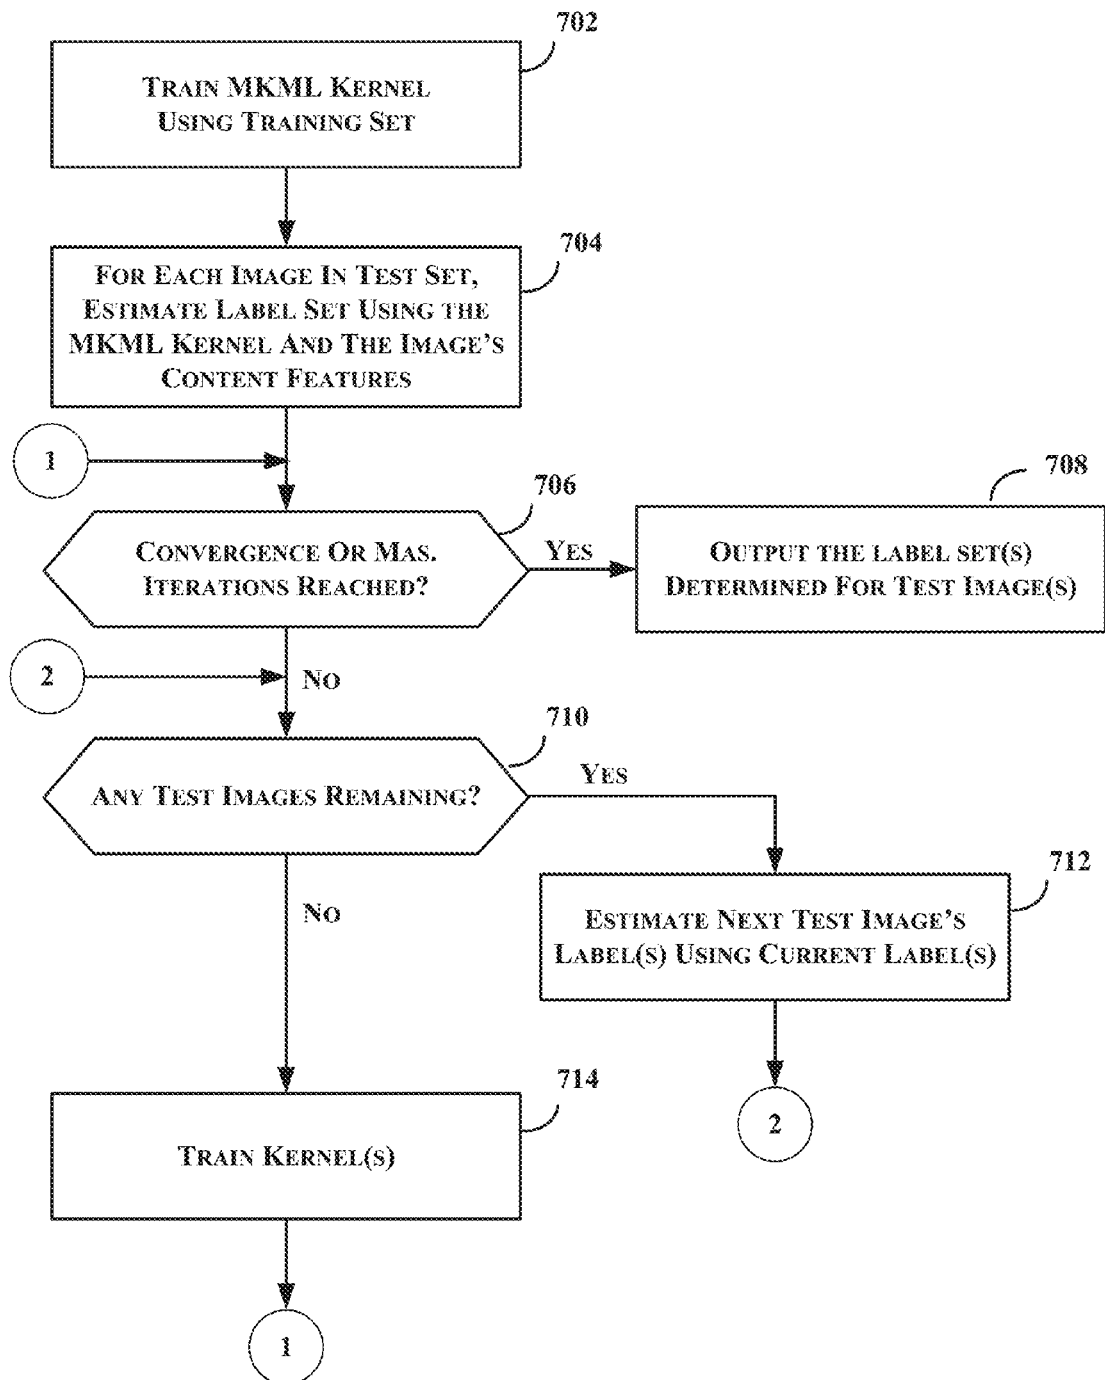 702
TRAIN MKML KERNEL
USING TRAINING SET
704
FOR EACH IMAGE IN TEST SET,
ESTIMATE LABEL SET USING THE
MKML KERNEL AND THE IMAGE'S
CONTENT FEATURES
1
706
CONVERGENCE OR MAS.
ITERATIONS REACHED?
YES
708
OUTPUT THE LABEL SET(S)
DETERMINED FOR TEST IMAGE(S)
2
NO
710
ANY TEST IMAGES REMAINING?
YES
712
ESTIMATE NEXT TEST IMAGE'S
LABEL(S) USING CURRENT LABEL(S)
NO
2
714
TRAIN KERNEL(S)
1